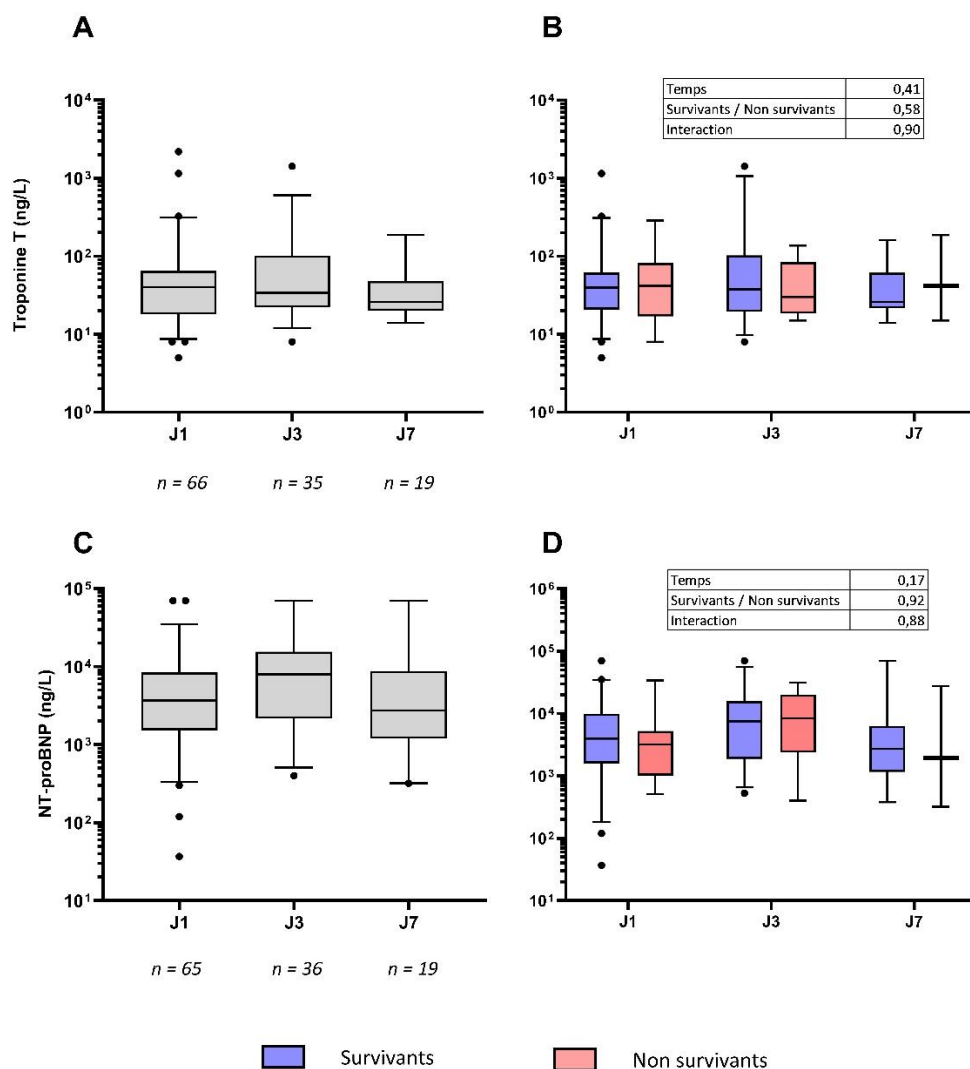 A
Troponine T (ng/L)
10⁴
10³
10²
10¹
10⁰
J1 J3 J7
n = 66 n = 35 n = 19
B
Temps 0,41
Survivants / Non survivants 0,58
Interaction 0,90
10⁴
10³
10²
10¹
10⁰
J1 J3 J7
C
NT-proBNP (ng/L)
10⁵
10⁴
10³
10²
10¹
J1 J3 J7
n = 65 n = 36 n = 19
D
Temps 0,17
Survivants / Non survivants 0,92
Interaction 0,88
10⁶
10⁵
10⁴
10³
10²
10¹
J1 J3 J7
Survivants Non survivants